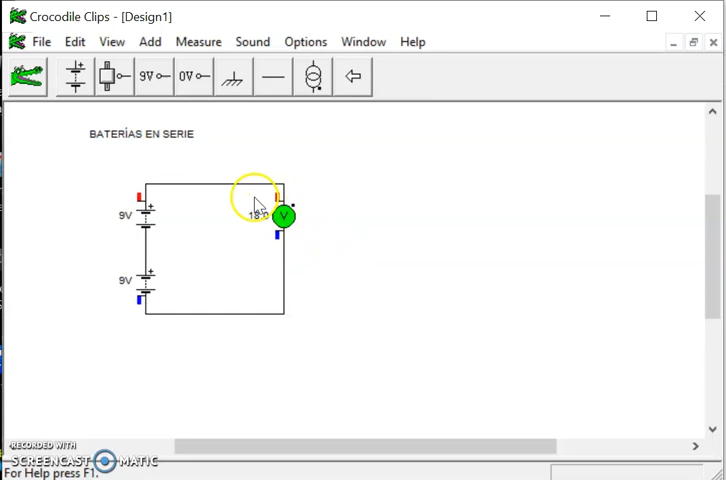 Crocodile Clips - [Design1]
File Edit View Add Measure Sound Options Window Help
9V 0V
BATERÍAS EN SERIE
9V
V
9V
RECORDED WITH
SCREENCAST MATIC
For Help press F1.